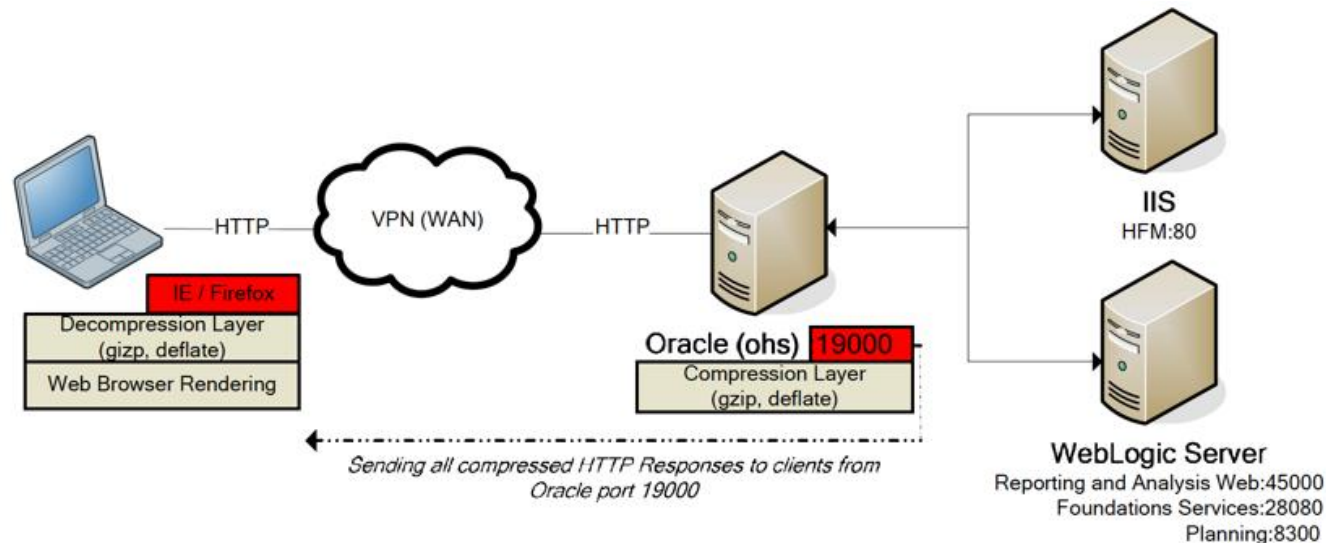 HTTP
VPN (WAN)
HTTP
IE / Firefox
Decompression Layer
(gizp, deflate)
Web Browser Rendering
Oracle (ohs) 19000
Compression Layer
(gzip, deflate)
Sending all compressed HTTP Responses to clients from
Oracle port 19000
IIS
HFM:80
WebLogic Server
Reporting and Analysis Web:45000
Foundations Services:28080
Planning:8300